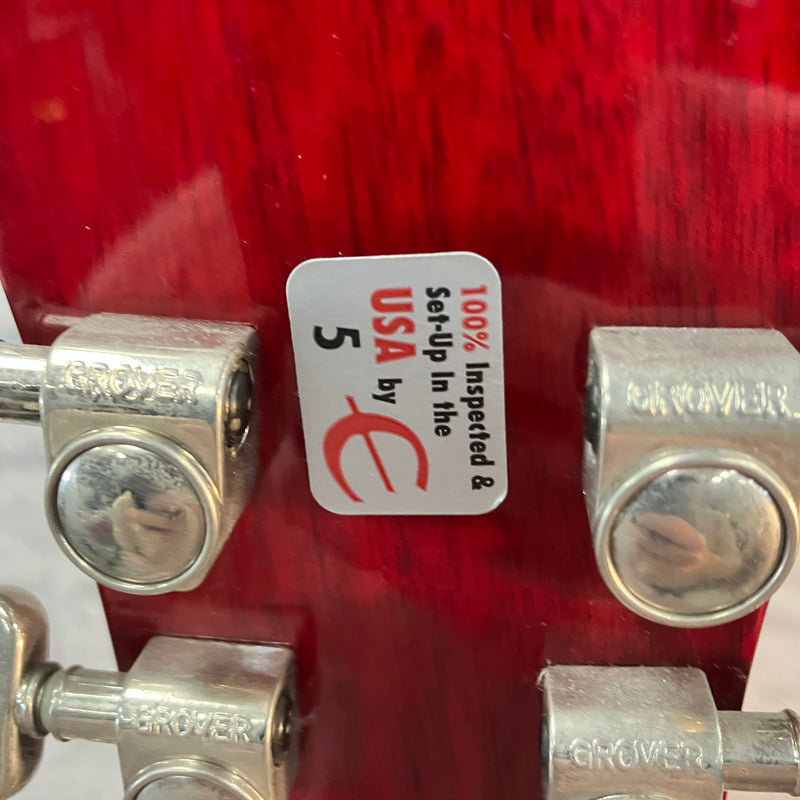 100% Inspected &
Set-Up In the
USA by
5
GROVER
GROVER
GROVER
GROVER